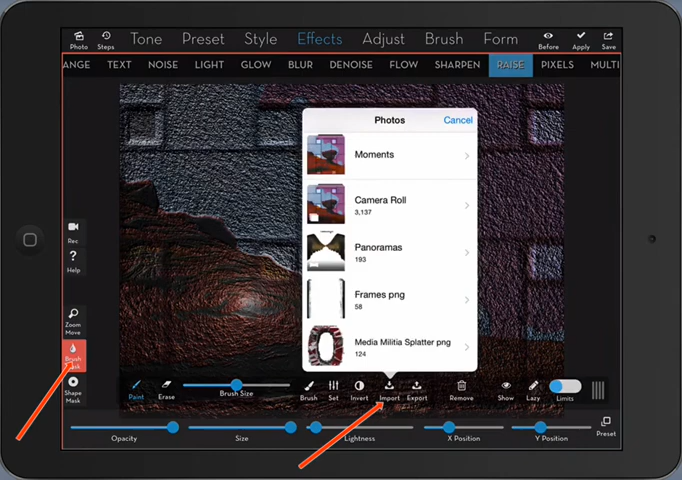 Photo
Steps
Tone
Preset
Style
Effects
Adjust
Brush
Form
Before
Apply
Save
ANGE
TEXT
NOISE
LIGHT
GLOW
BLUR
DENOISE
FLOW
SHARPEN
RAISE
PIXELS
MULTI
Photos
Cancel
Moments
Camera Roll
3,137
Panoramas
193
Frames png
58
Media Militia Splatter png
124
Rec
Help
Zoom
Move
Brush
Mask
Shape
Mask
Paint
Erase
Brush Size
Brush
Set
Invert
Import
Export
Remove
Show
Lazy
Limits
Opacity
Size
Lightness
X Position
Y Position
Preset